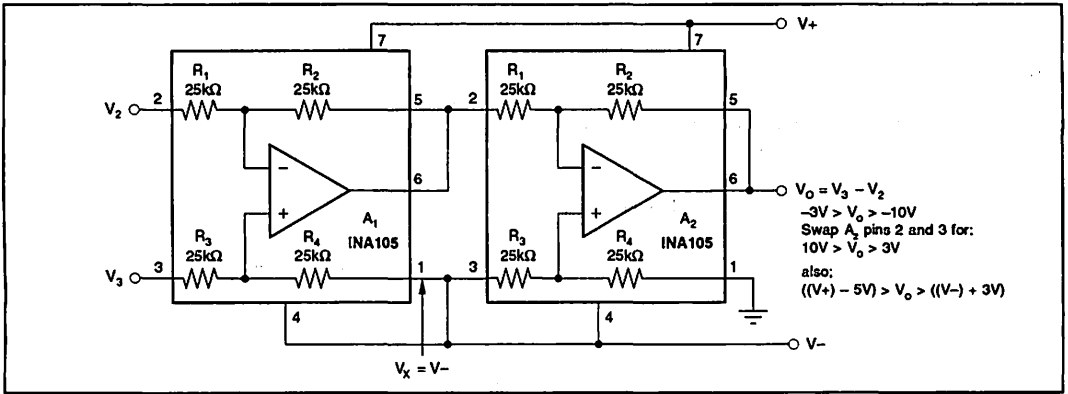 V+
7
7
R1
25kΩ
R2
25kΩ
R1
25kΩ
R2
25kΩ
V2
2
5
2
5
−
−
6
6
+
+
A1
INA105
A2
INA105
VO = V3 – V2
–3V > VO > –10V
Swap A2 pins 2 and 3 for:
10V > VO > 3V
also;
((V+) – 5V) > VO > ((V–) + 3V)
R3
25kΩ
R4
25kΩ
R3
25kΩ
R4
25kΩ
V3
3
1
3
1
4
4
V–
VX = V–